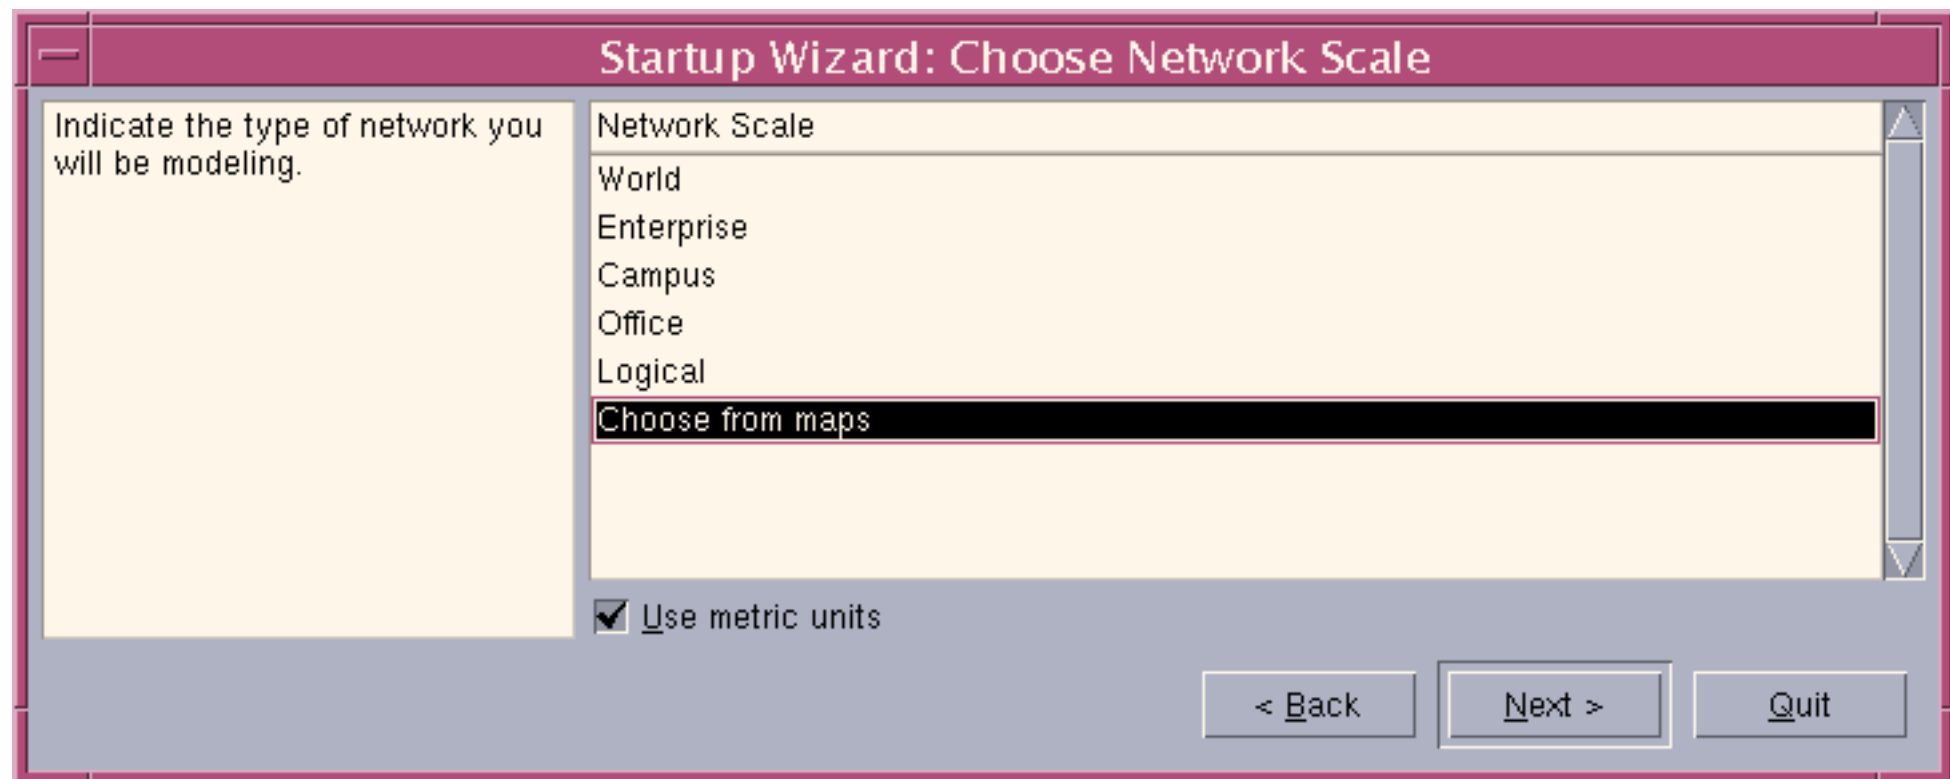 Startup Wizard: Choose Network Scale
Indicate the type of network you
will be modeling.
Network Scale
World
Enterprise
Campus
Office
Logical
Choose from maps
Use metric units
< Back
Next >
Quit